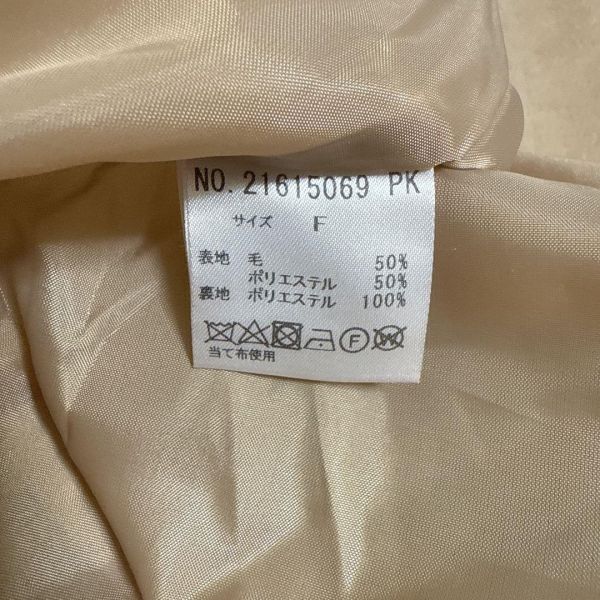 NO. 21615069 PK
サイズ F
表地 毛 50%
ポリエステル 50%
裏地 ポリエステル 100%
F W
当て布使用